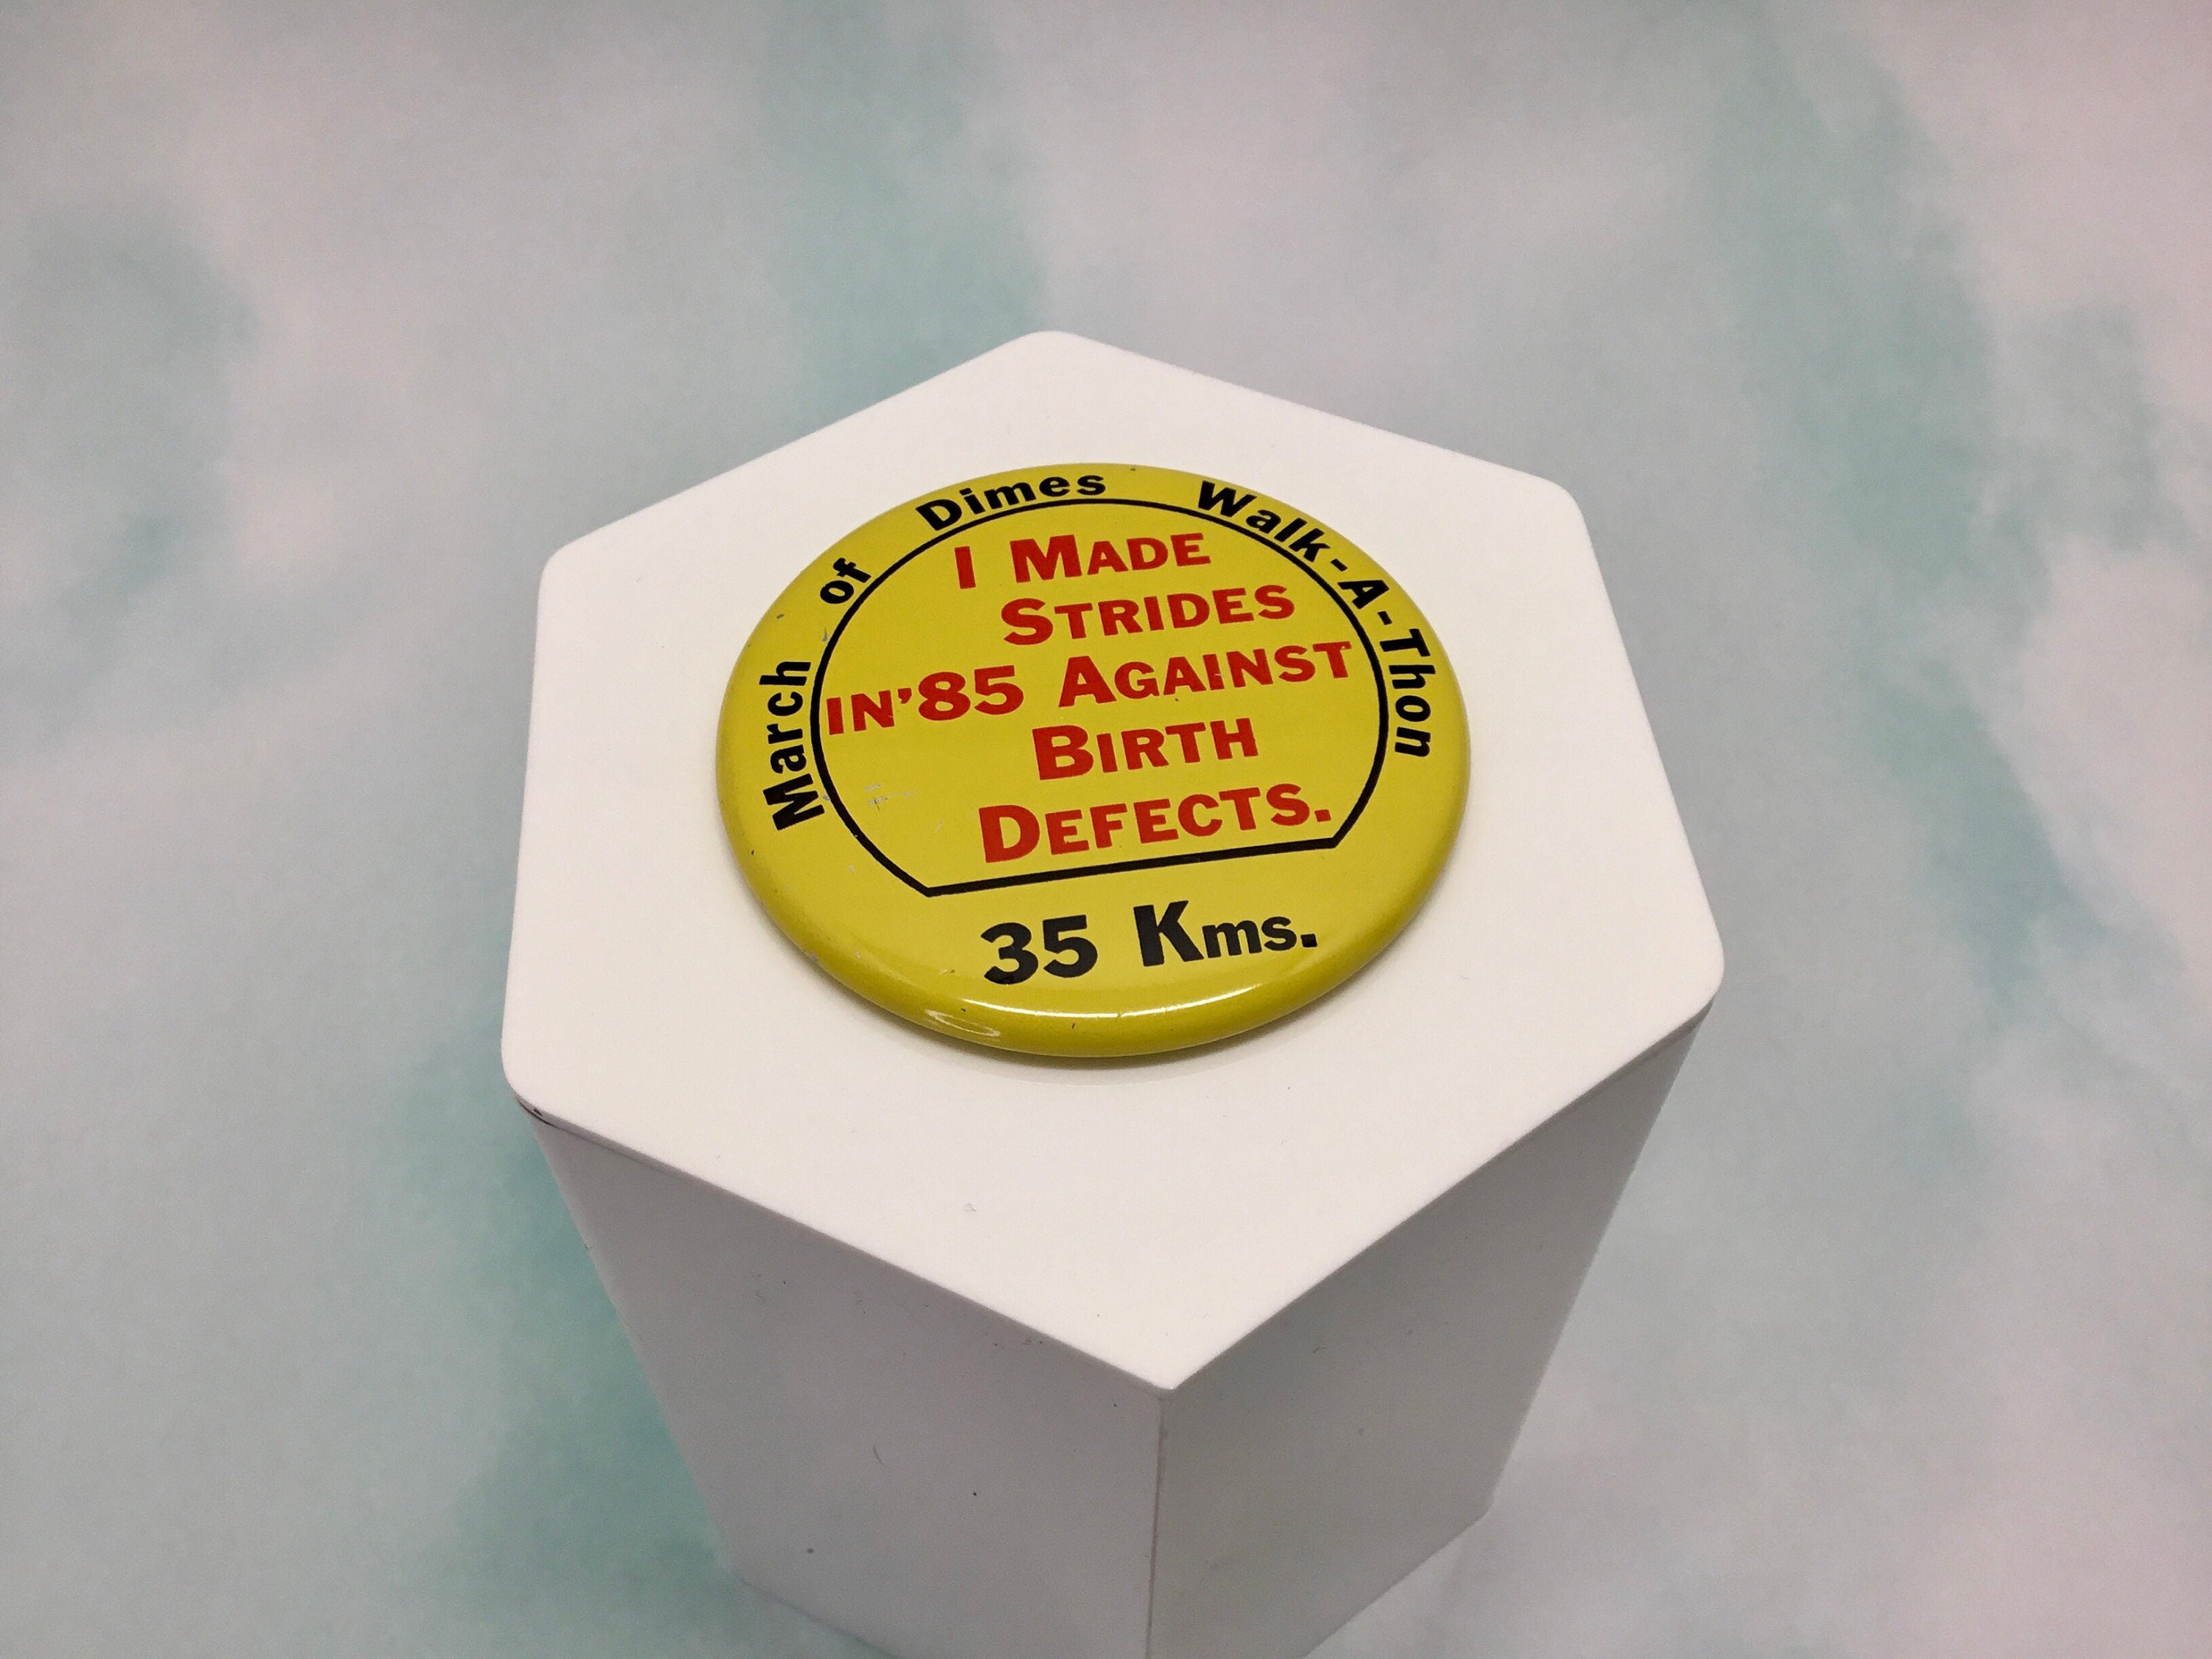 March of Dimes Walk-A-Thon
I MADE
STRIDES
IN'85 AGAINST
BIRTH
DEFECTS.
35 Kms.